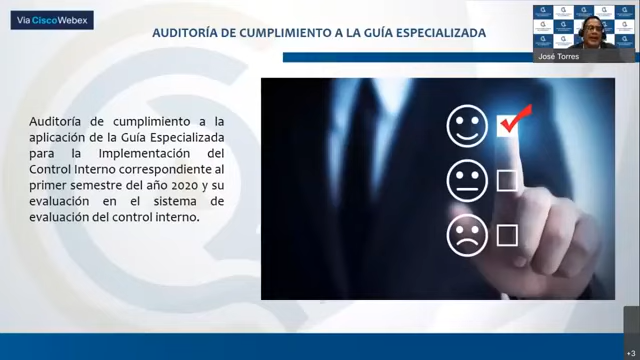 Via Cisco Webex
AUDITORÍA DE CUMPLIMIENTO A LA GUÍA ESPECIALIZADA
José Torres
Auditoría de cumplimiento a la
aplicación de la Guía Especializada
para la Implementación del
Control Interno correspondiente al
primer semestre del año 2020 y su
evaluación en el sistema de
evaluación del control interno.
+3